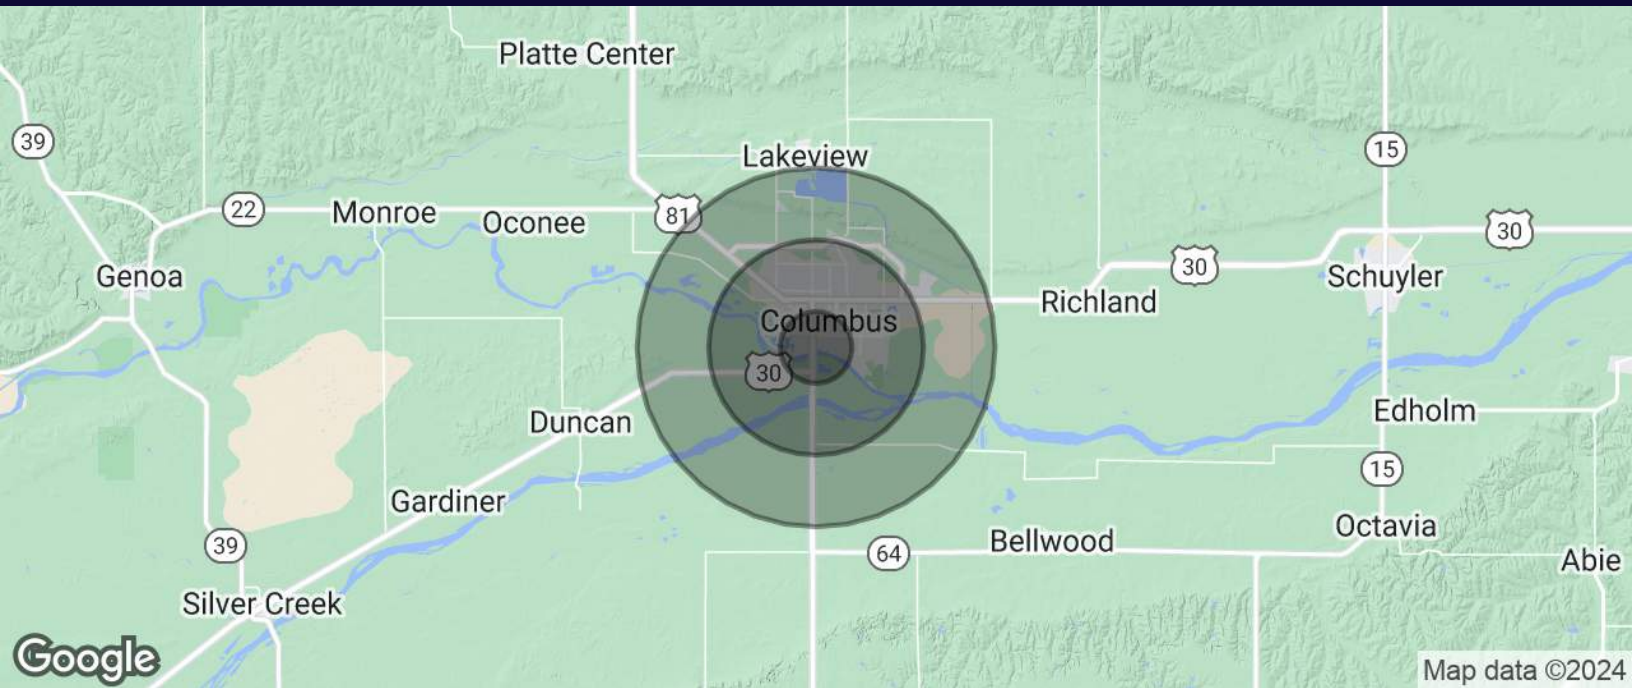 Platte Center
39
15
Lakeview
22
Monroe
81
Oconee
30
30
Genoa
Schuyler
Richland
Columbus
30
Duncan
Edholm
15
Gardiner
Octavia
39
64
Bellwood
Abie
Silver Creek
Google
Map data ©2024